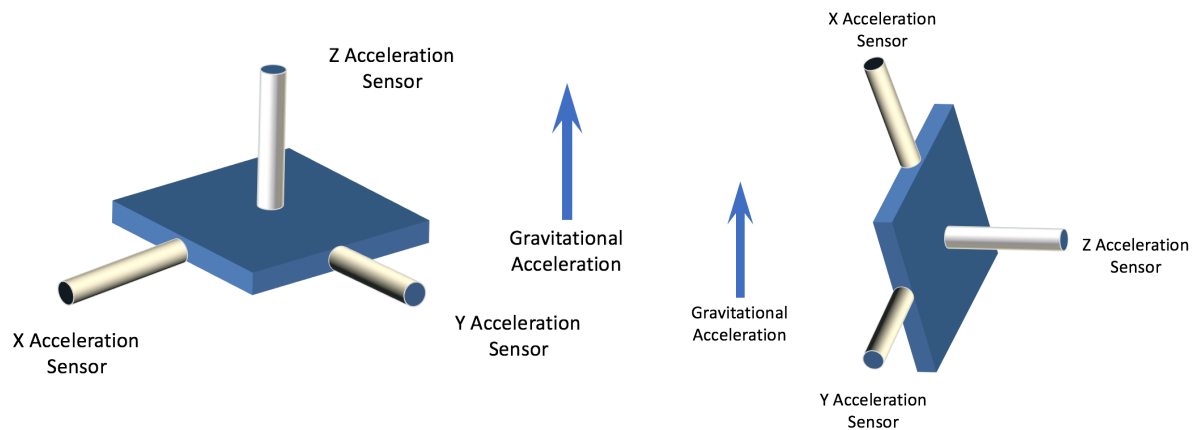 Z Acceleration
Sensor
Gravitational
Acceleration
X Acceleration
Sensor
Y Acceleration
Sensor
X Acceleration
Sensor
Gravitational
Acceleration
Z Acceleration
Sensor
Y Acceleration
Sensor